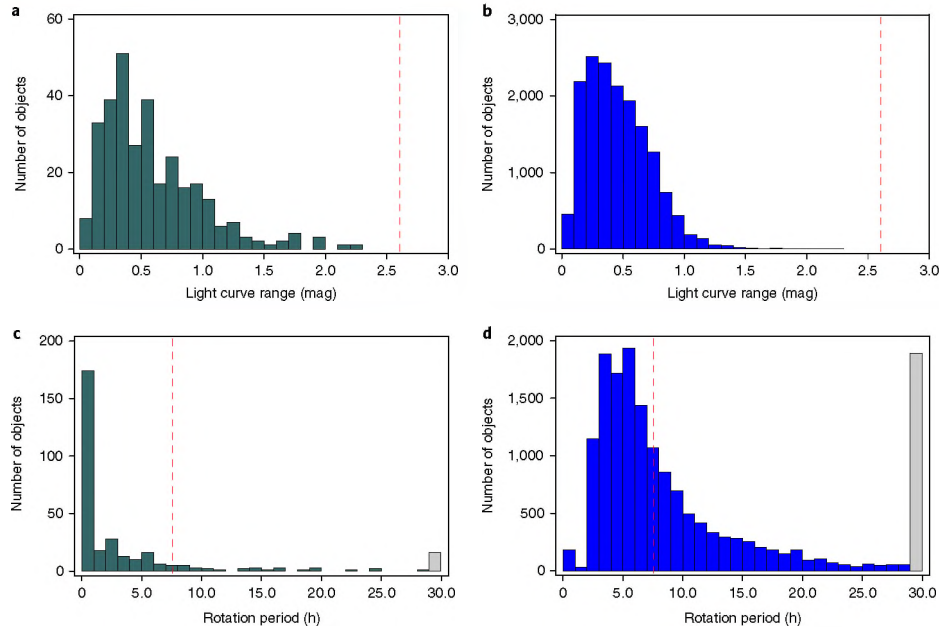 a
60
40
20
0
Number of objects
0 0.5 1.0 1.5 2.0 2.5 3.0
Light curve range (mag)
b
3,000
2,000
1,000
0
Number of objects
0 0.5 1.0 1.5 2.0 2.5 3.0
Light curve range (mag)
c
200
150
100
50
0
Number of objects
0 5.0 10.0 15.0 20.0 25.0 30.0
Rotation period (h)
d
2,000
1,500
1,000
500
0
Number of objects
0 5.0 10.0 15.0 20.0 25.0 30.0
Rotation period (h)